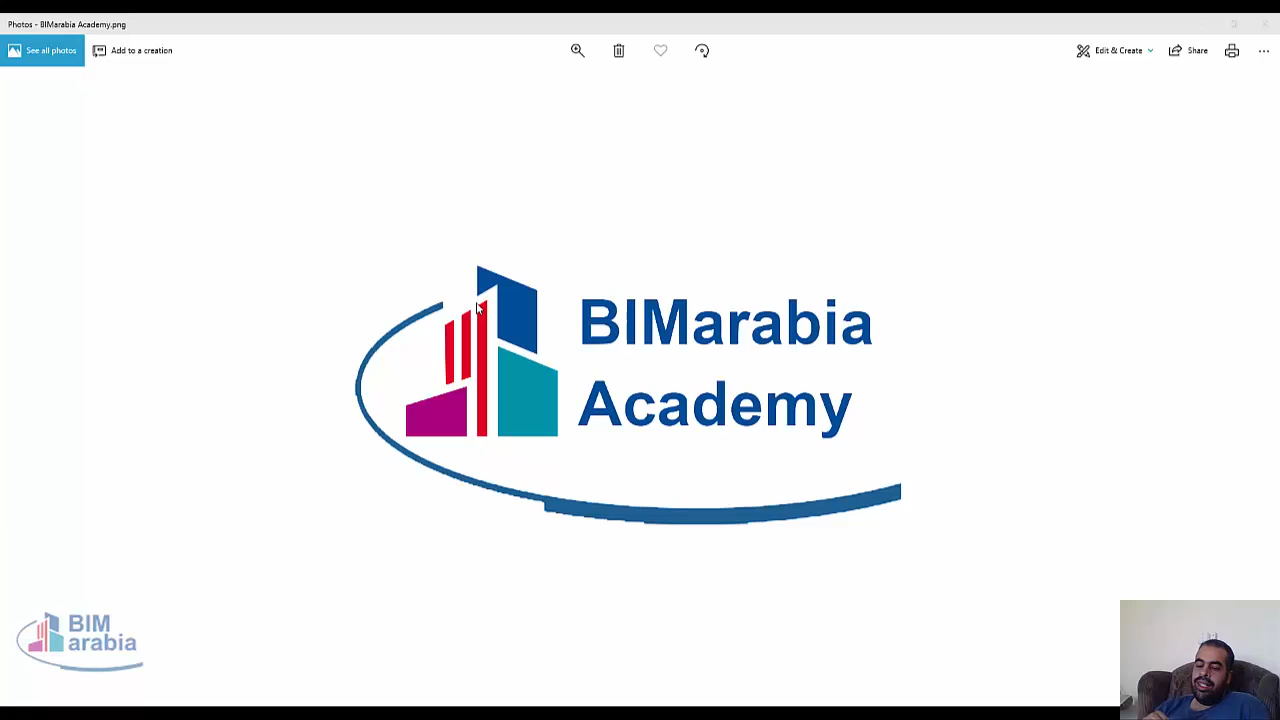 Photos - BIMarabia Academy.png
See all photos
Add to a creation
Edit & Create
Share
BIMarabia
Academy
BIM
arabia